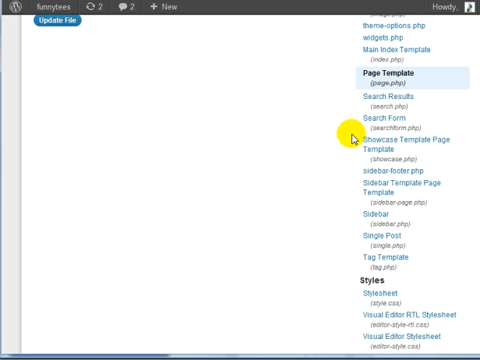 funnytees 2 2 New Howdy,
Update File
(image.php)
theme-options.php
widgets.php
Main Index Template
(index.php)
Page Template
(page.php)
Search Results
(search.php)
Search Form
(searchform.php)
Showcase Template Page
Template
(showcase.php)
sidebar-footer.php
Sidebar Template Page
Template
(sidebar-page.php)
Sidebar
(sidebar.php)
Single Post
(single.php)
Tag Template
(tag.php)
Styles
Stylesheet
(style.css)
Visual Editor RTL Stylesheet
(editor-style-rtl.css)
Visual Editor Stylesheet
(editor-style.css)